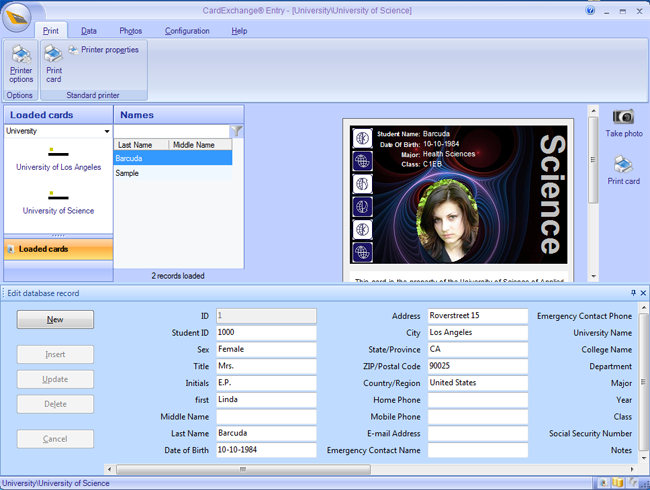 CardExchange® Entry - [University\University of Science]
Print Data Photos Configuration Help
Printer options
Print card
Printer properties
Options
Standard printer
Loaded cards
University
University of Los Angeles
University of Science
Loaded cards
Names
Last Name Middle Name
Barcuda
Sample
2 records loaded
Student Name: Barcuda
Date Of Birth: 10-10-1984
Major: Health Sciences
Class: C1EB
Science
This card is the property of the University of Science of Applied
Take photo
Print card
Edit database record
New
Insert
Update
Delete
Cancel
ID 1
Student ID 1000
Sex Female
Title Mrs.
Initials E.P.
first Linda
Middle Name
Last Name Barcuda
Date of Birth 10-10-1984
Address Roverstreet 15
City Los Angeles
State/Province CA
ZIP/Postal Code 90025
Country/Region United States
Home Phone
Mobile Phone
E-mail Address
Emergency Contact Name
Emergency Contact Phone
University Name
College Name
Department
Major
Year
Class
Social Security Number
Notes
University\University of Science